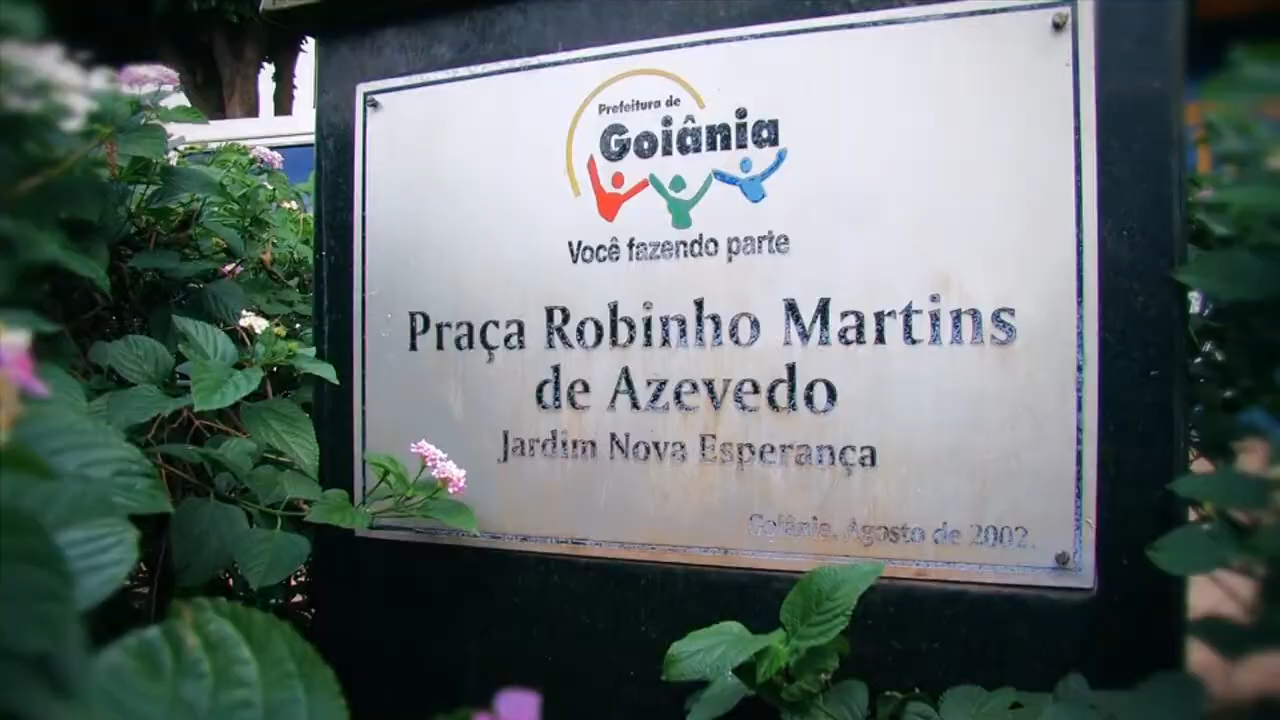 Prefeitura de
Goiânia
Você fazendo parte
Praça Robinho Martins
de Azevedo
Jardim Nova Esperança
Goiânia, Agosto de 2002.